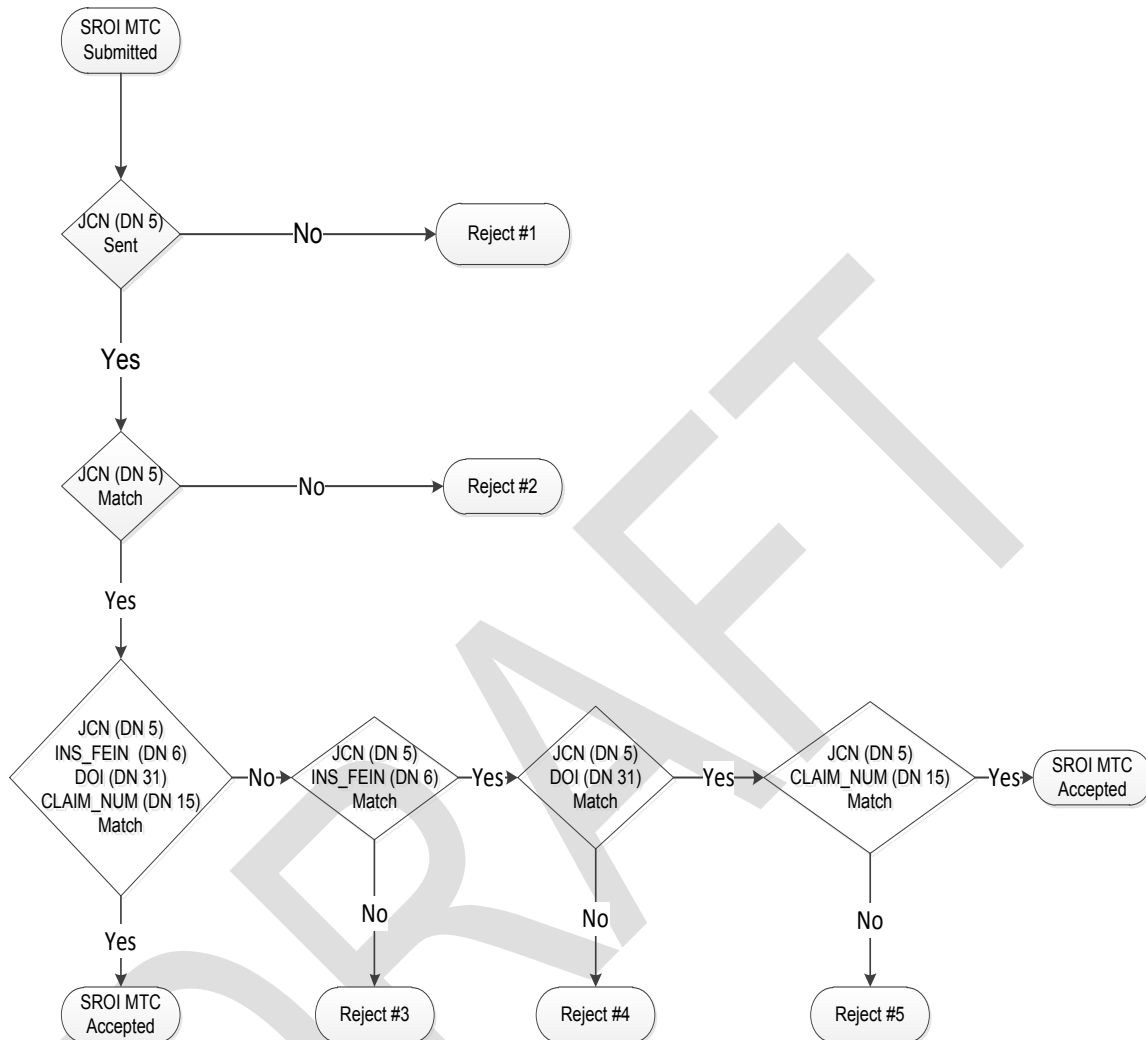 SROI MTC
Submitted
JCN (DN 5)
Sent
No
Reject #1
Yes
JCN (DN 5)
Match
No
Reject #2
Yes
JCN (DN 5)
INS_FEIN (DN 6)
DOI (DN 31)
CLAIM_NUM (DN 15)
Match
No
JCN (DN 5)
INS_FEIN (DN 6)
Match
Yes
JCN (DN 5)
DOI (DN 31)
Match
Yes
JCN (DN 5)
CLAIM_NUM (DN 15)
Match
Yes
SROI MTC
Accepted
Yes
No
No
No
SROI MTC
Accepted
Reject #3
Reject #4
Reject #5
DRAFT